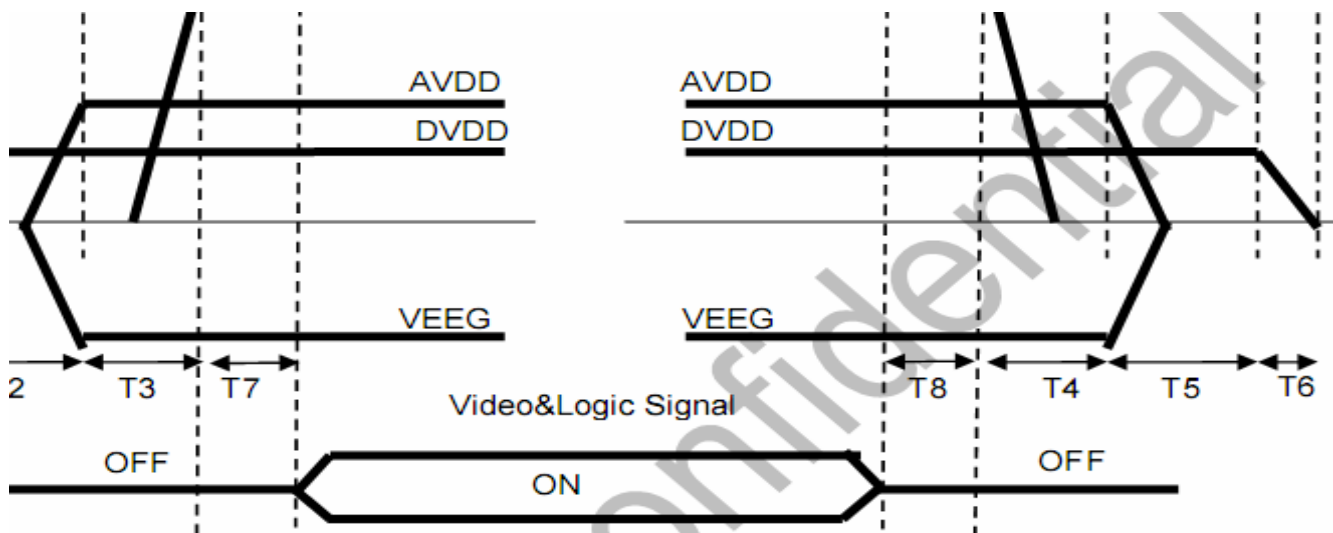 AVDD AVDD
DVDD DVDD
VEEG VEEG
2 T3 T7 T8 T4 T5 T6
Video&Logic Signal
OFF ON OFF
onfidential